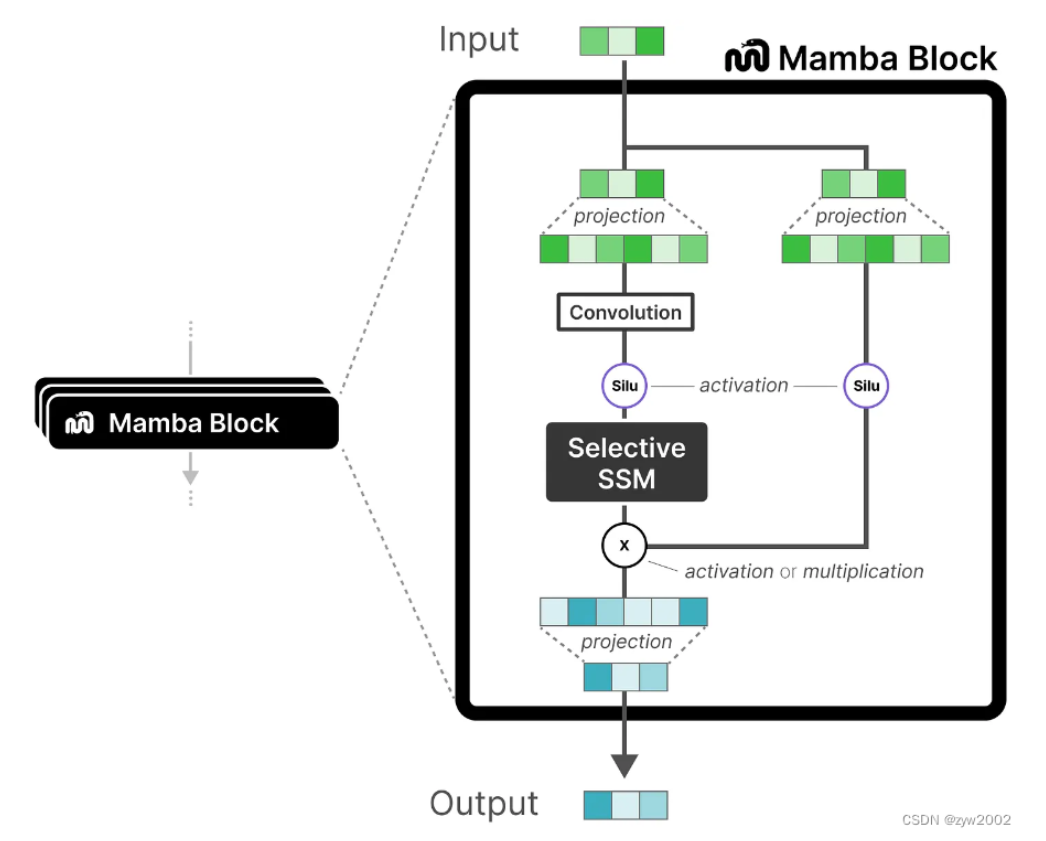 Input
Mamba Block
projection
projection
Convolution
Silu
activation
Silu
Mamba Block
Selective
SSM
x
activation or multiplication
projection
Output
CSDN @zyw2002